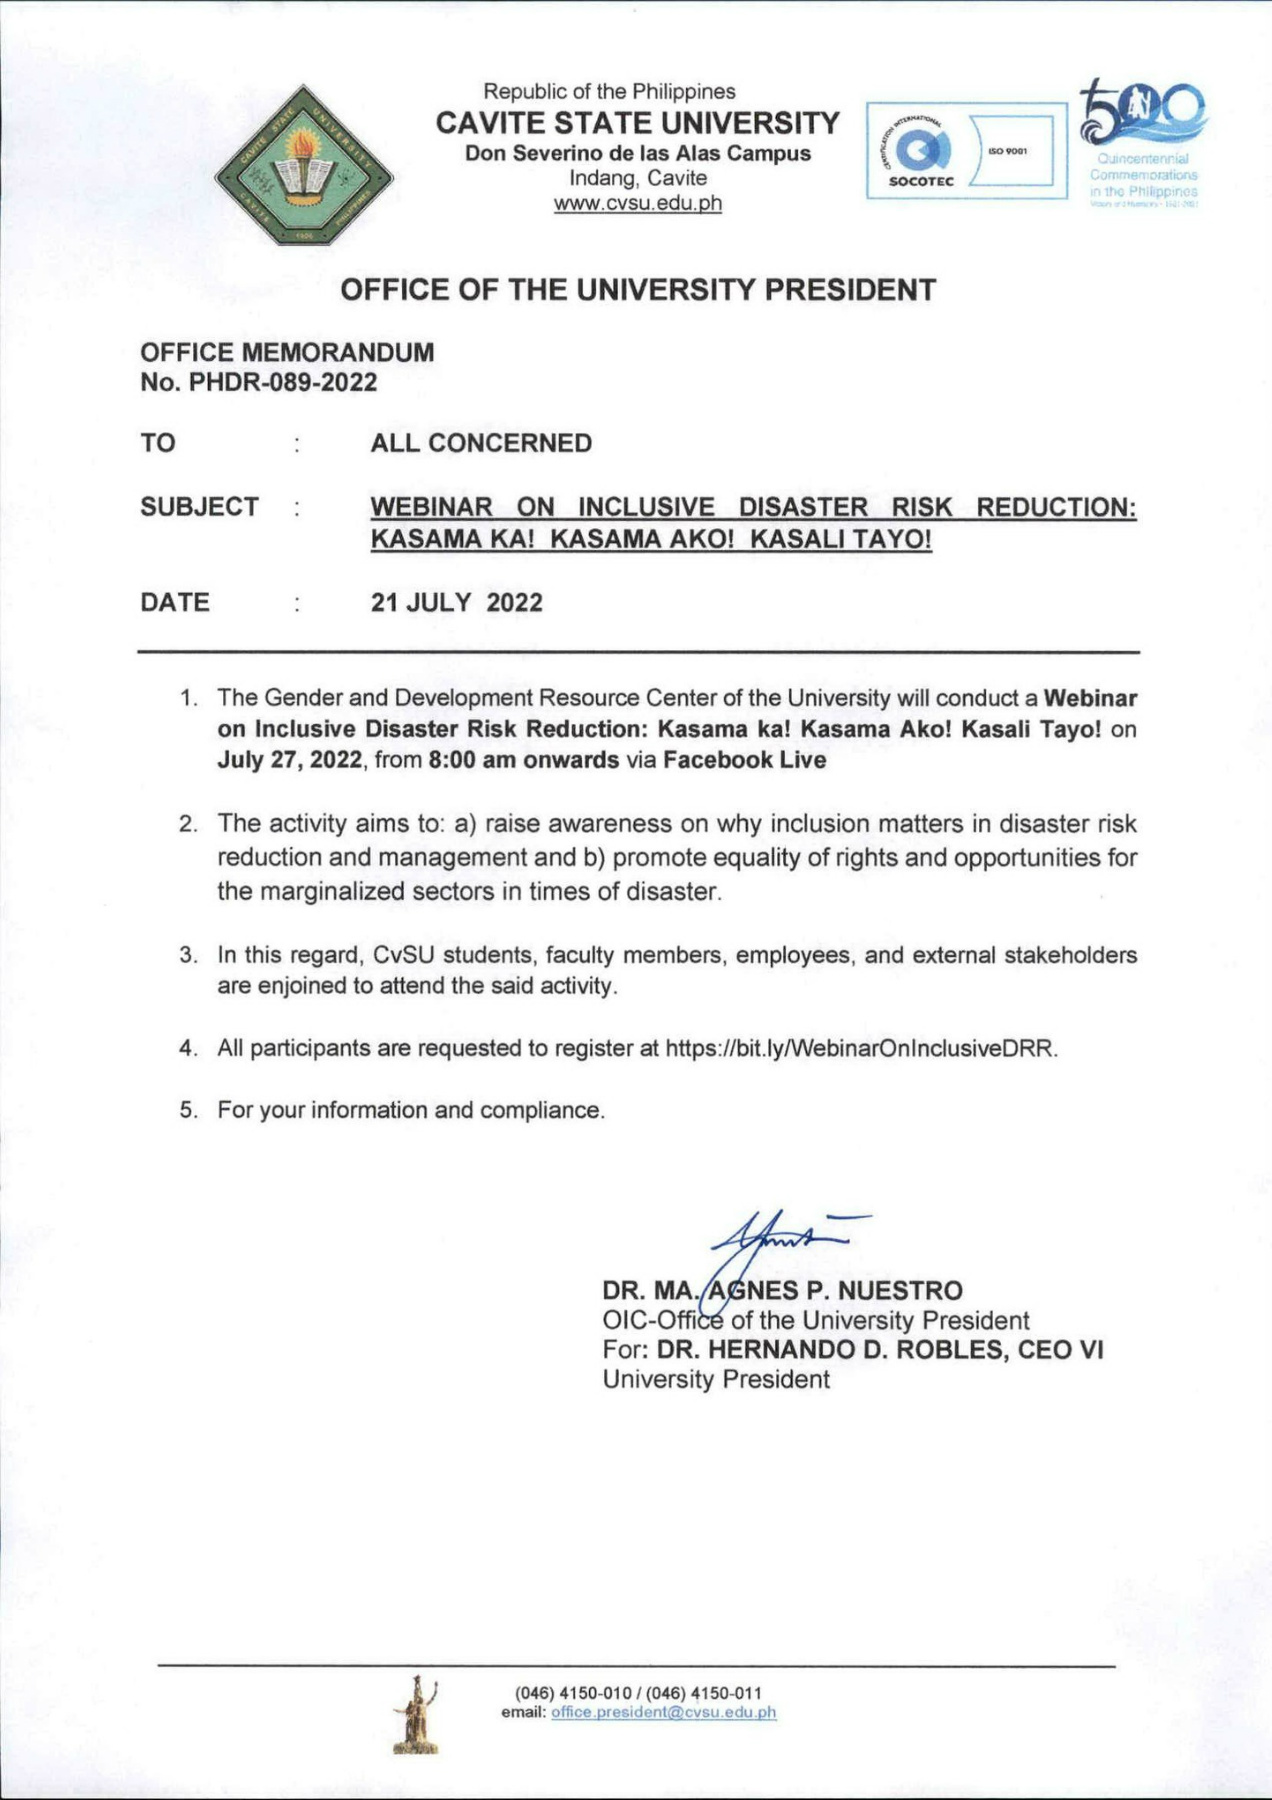 Republic of the Philippines
CAVITE STATE UNIVERSITY
Don Severino de las Alas Campus
Indang, Cavite
www.cvsu.edu.ph
CAVITE STATE UNIVERSITY
CAVITE
PHILIPPINES
1906
CERTIFICATION INTERNATIONAL
SOCOTEC
ISO 9001
500
Quincentennial
Commemorations
in the Philippines
OFFICE OF THE UNIVERSITY PRESIDENT
OFFICE MEMORANDUM
No. PHDR-089-2022
TO : ALL CONCERNED
SUBJECT : WEBINAR ON INCLUSIVE DISASTER RISK REDUCTION:
KASAMA KA! KASAMA AKO! KASALI TAYO!
DATE : 21 JULY 2022
1. The Gender and Development Resource Center of the University will conduct a Webinar
on Inclusive Disaster Risk Reduction: Kasama ka! Kasama Ako! Kasali Tayo! on
July 27, 2022, from 8:00 am onwards via Facebook Live
2. The activity aims to: a) raise awareness on why inclusion matters in disaster risk
reduction and management and b) promote equality of rights and opportunities for
the marginalized sectors in times of disaster.
3. In this regard, CvSU students, faculty members, employees, and external stakeholders
are enjoined to attend the said activity.
4. All participants are requested to register at https://bit.ly/WebinarOnInclusiveDRR.
5. For your information and compliance.
DR. MA. AGNES P. NUESTRO
OIC-Office of the University President
For: DR. HERNANDO D. ROBLES, CEO VI
University President
(046) 4150-010 / (046) 4150-011
email: office.president@cvsu.edu.ph